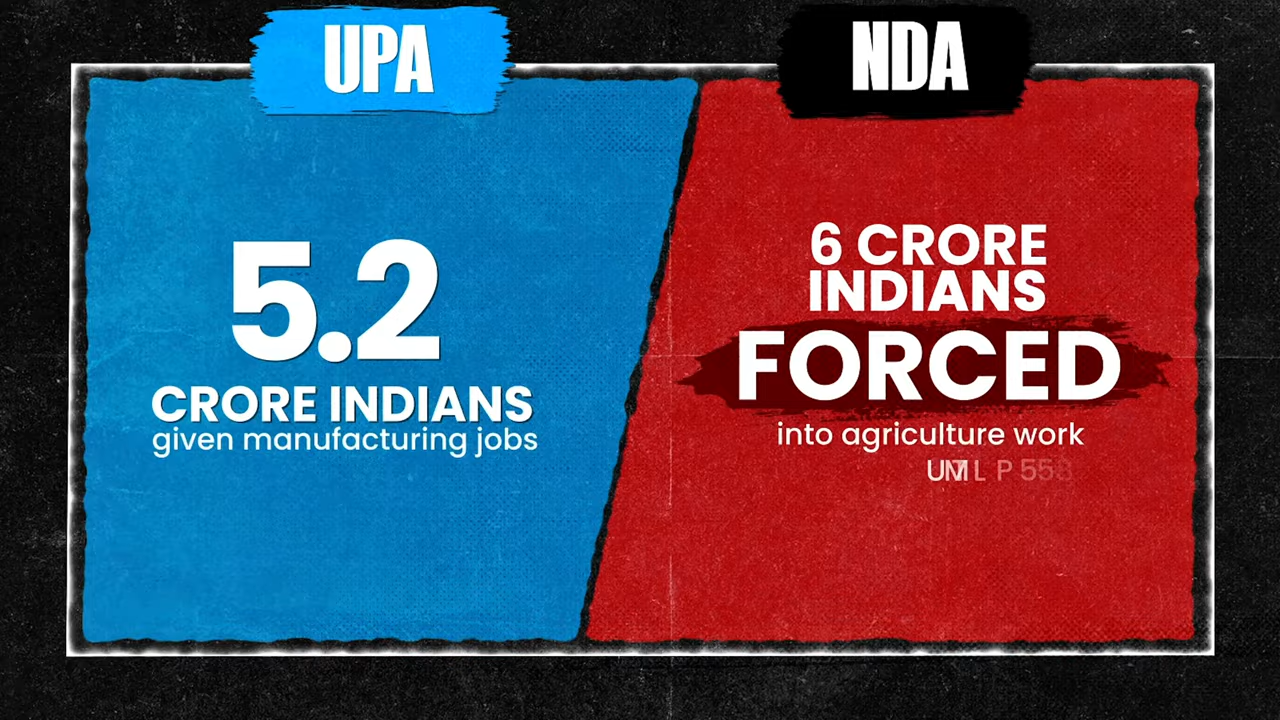 UPA
5.2
CRORE INDIANS
given manufacturing jobs
NDA
6 CRORE
INDIANS
FORCED
into agriculture work